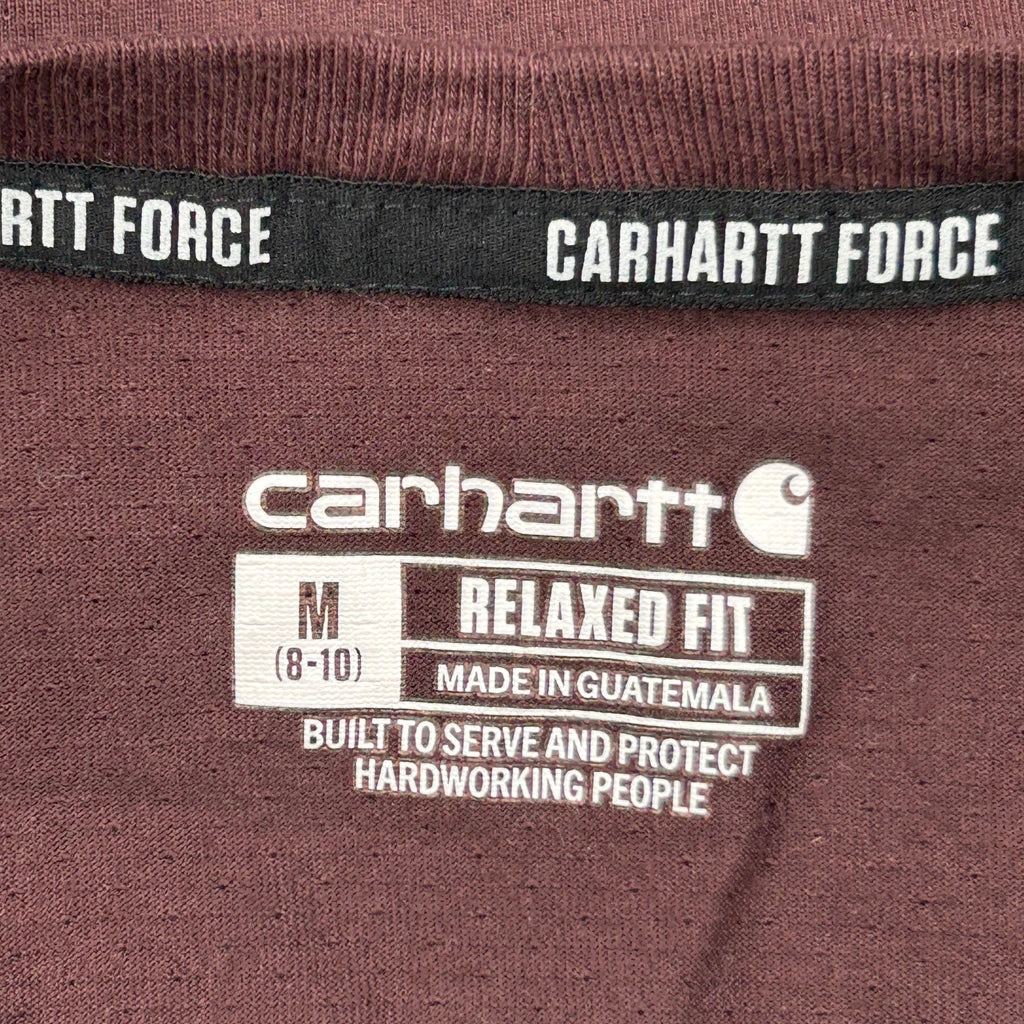 RTT FORCE CARHARTT FORCE
carhartt
M
(8-10)
RELAXED FIT
MADE IN GUATEMALA
BUILT TO SERVE AND PROTECT
HARDWORKING PEOPLE